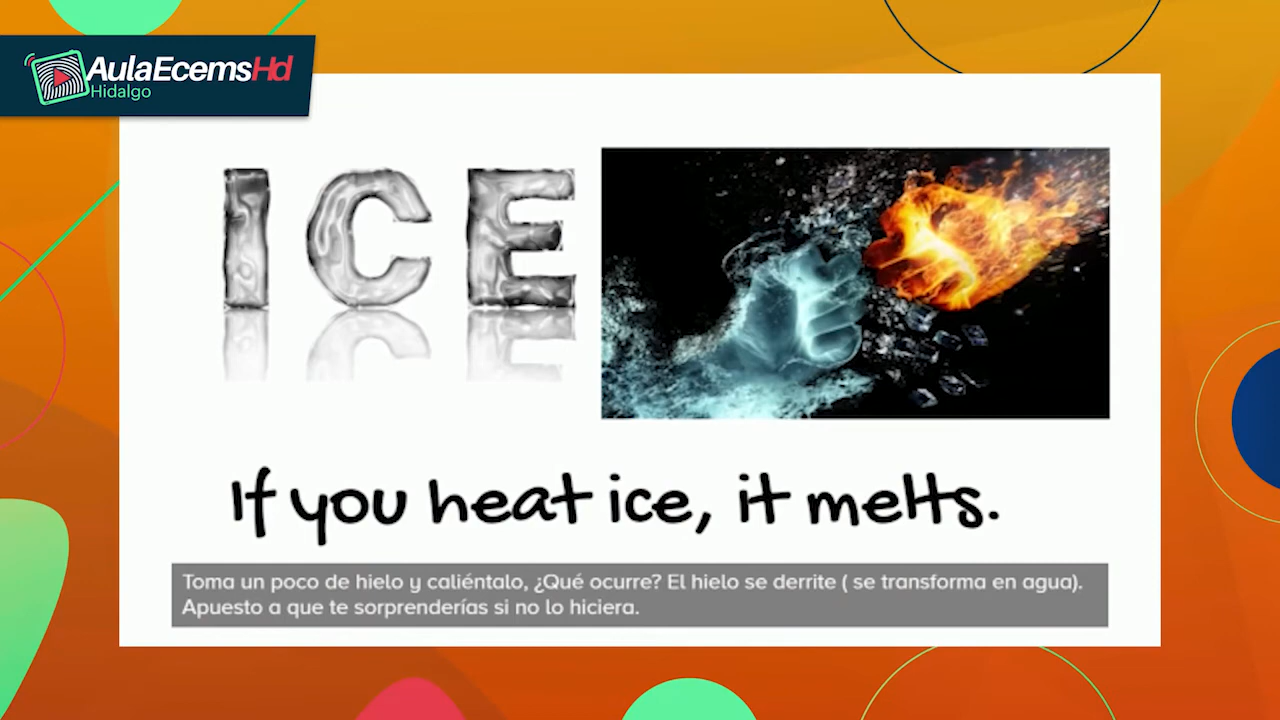 AulaEcemsHd
Hidalgo
ICE
If you heat ice, it melts.
Toma un poco de hielo y caliéntalo, ¿Qué ocurre? El hielo se derrite ( se transforma en agua).
Apuesto a que te sorprenderías si no lo hiciera.